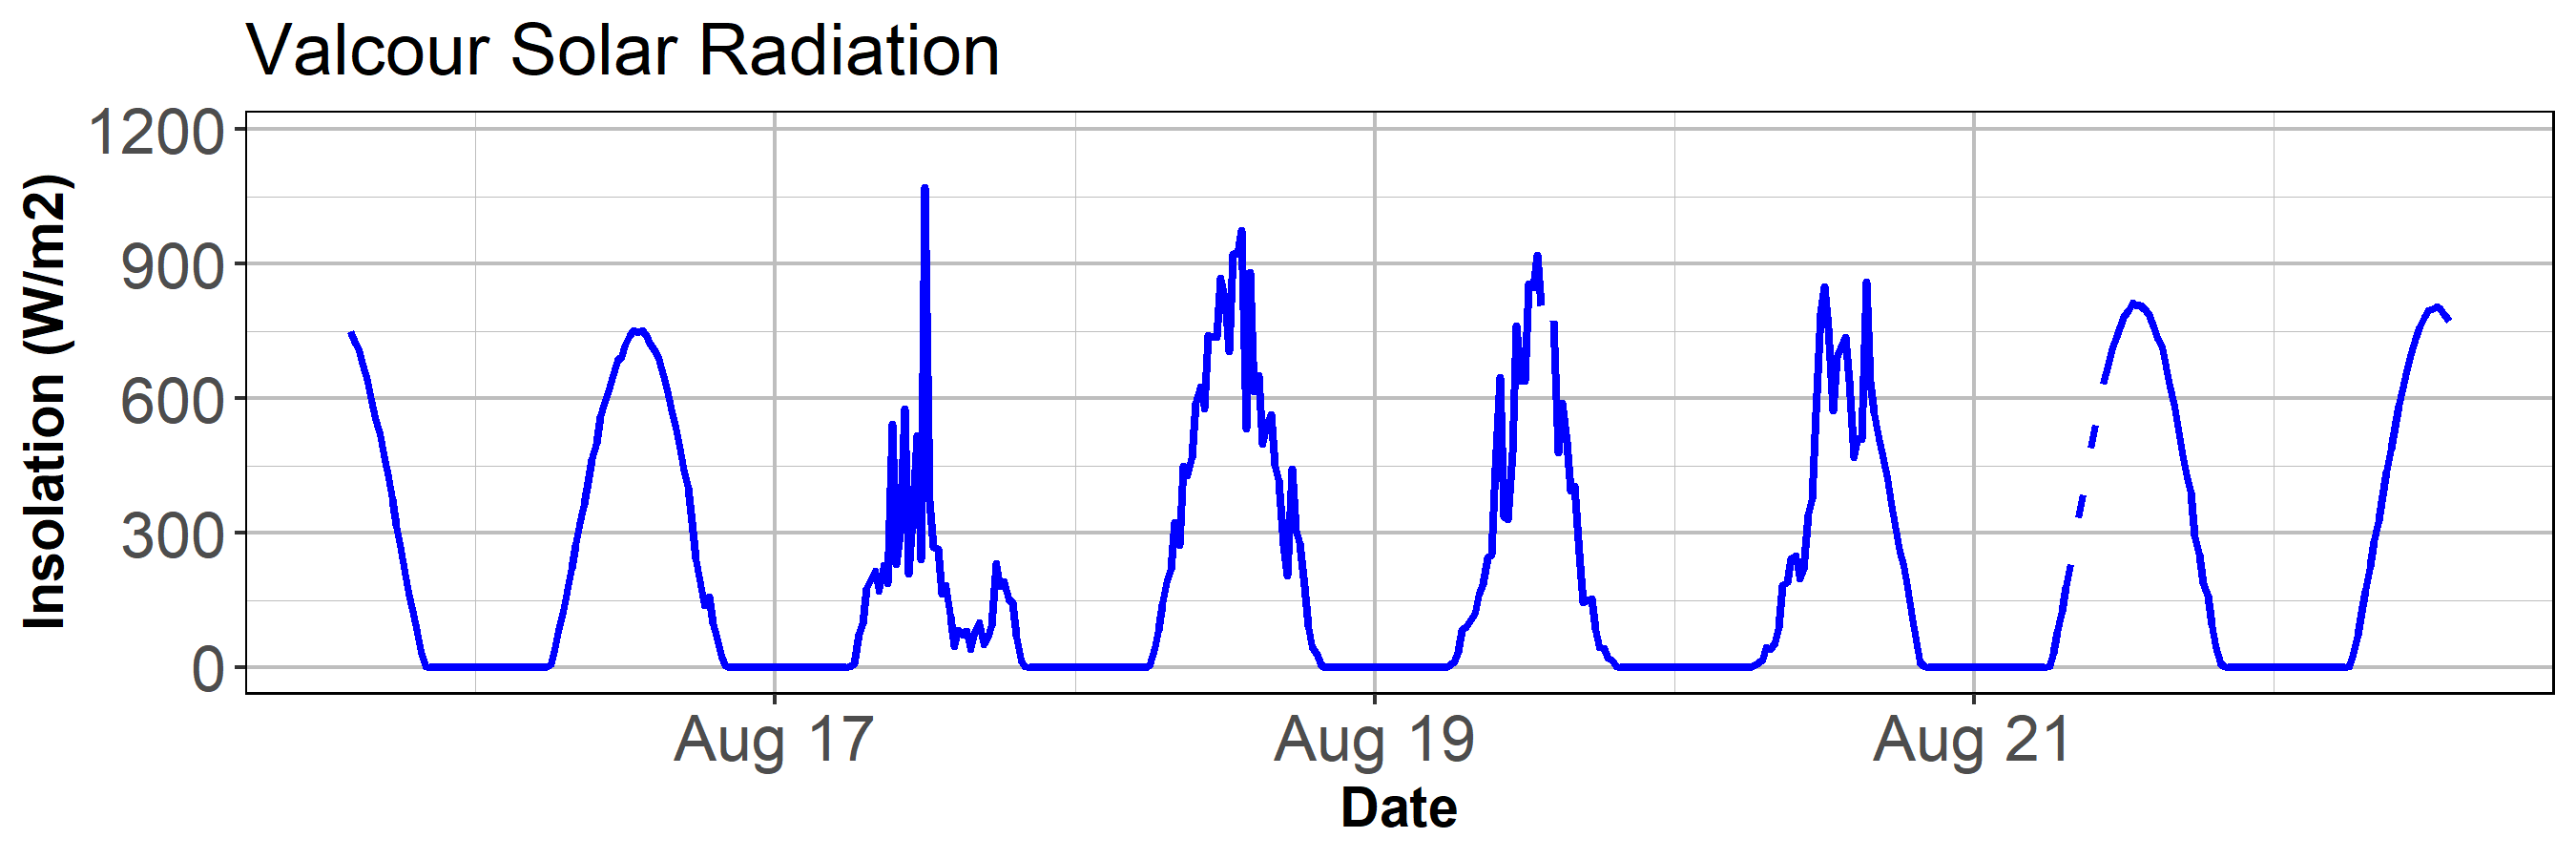 Valcour Solar Radiation
1200
900
600
300
0
Insolation (W/m2)
Aug 17
Aug 19
Aug 21
Date